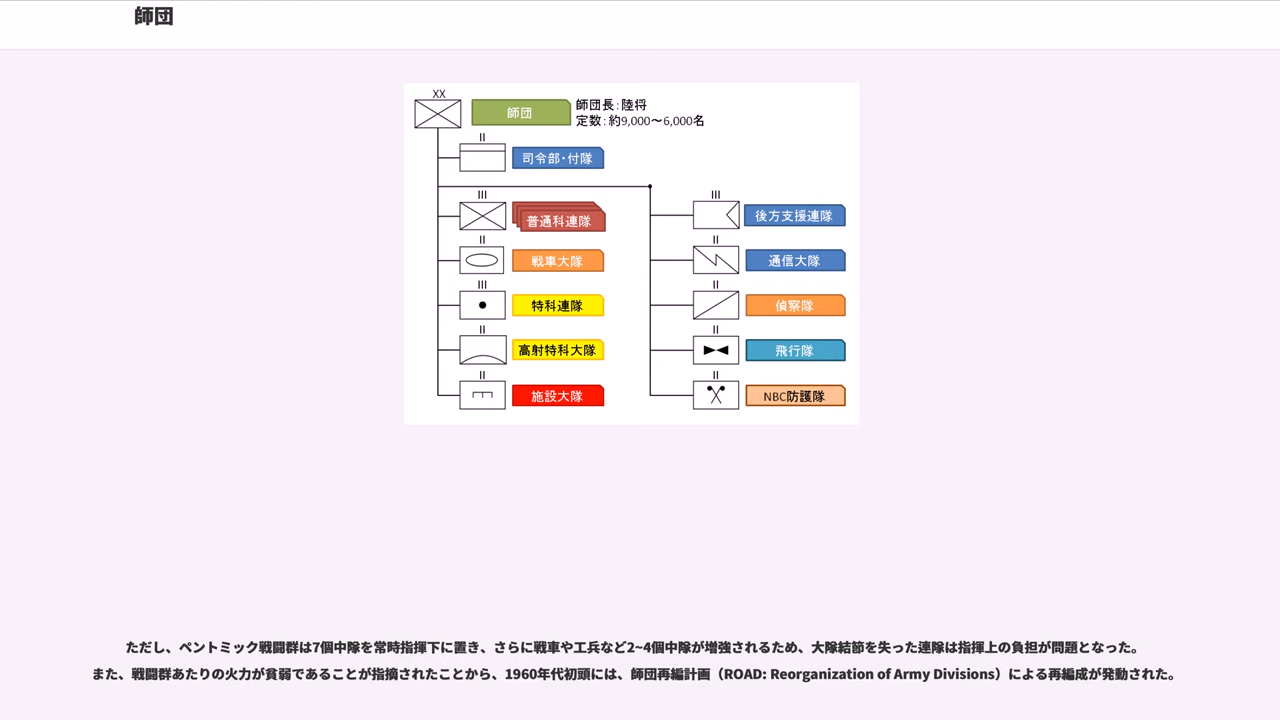 師団
XX
師団
師団長：陸将
定数：約9,000～6,000名
II
司令部・付隊
III
普通科連隊
II
戦車大隊
III
特科連隊
II
高射特科大隊
II
施設大隊
III
後方支援連隊
II
通信大隊
II
偵察隊
II
飛行隊
II
NBC防護隊
ただし、ペントミック戦闘群は7個中隊を常時指揮下に置き、さらに戦車や工兵など2~4個中隊が増強されるため、大隊結節を失った連隊は指揮上の負担が問題となった。
また、戦闘群あたりの火力が貧弱であることが指摘されたことから、1960年代初頭には、師団再編計画（ROAD: Reorganization of Army Divisions）による再編成が発動された。